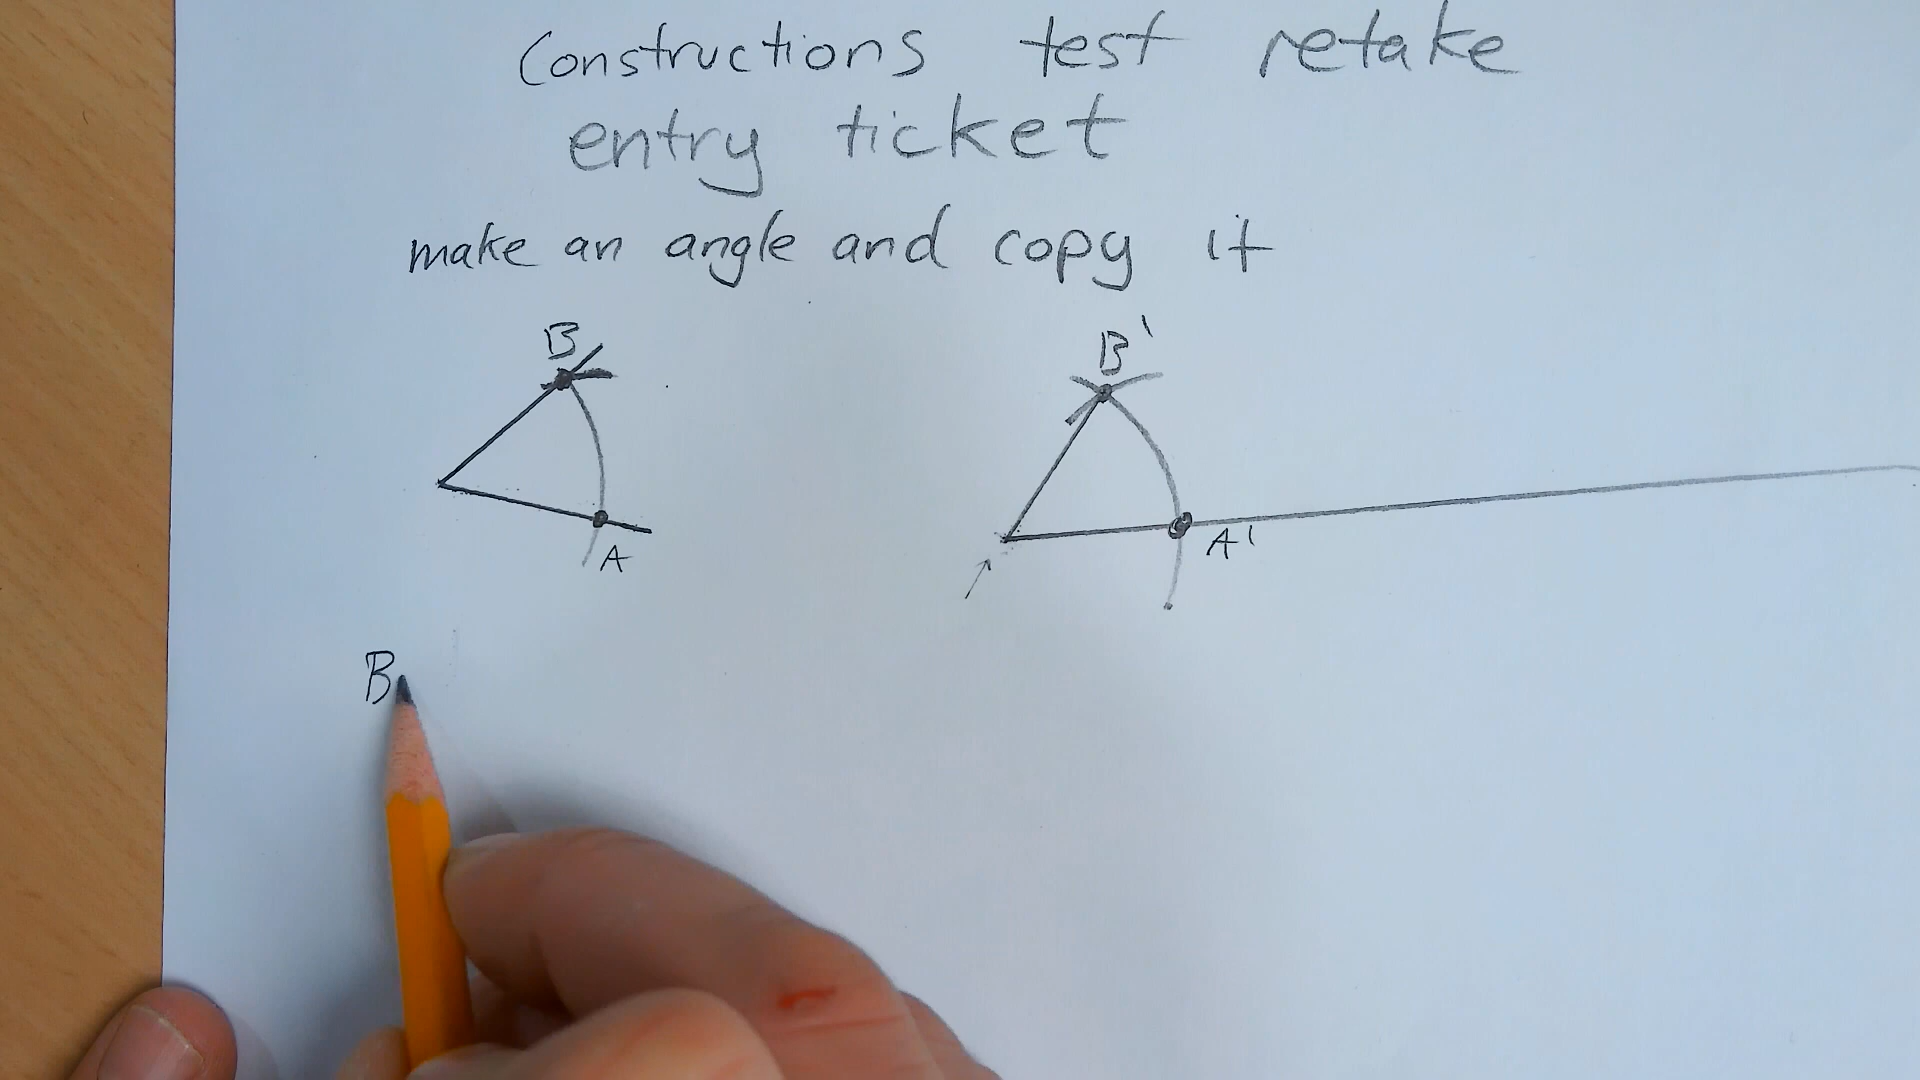 Constructions test retake
entry ticket
make an angle and copy it
B B'
A A'
B